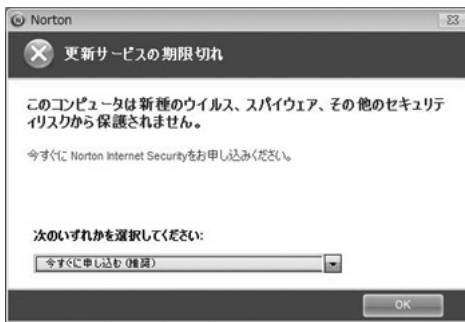 Norton
更新サービスの期限切れ
このコンピュータは新種のウイルス、スパイウェア、その他のセキュリテ
ィリスクから保護されません。
今すぐに Norton Internet Securityをお申し込みください。
次のいずれかを選択してください:
今すぐに申し込む (推奨)
OK